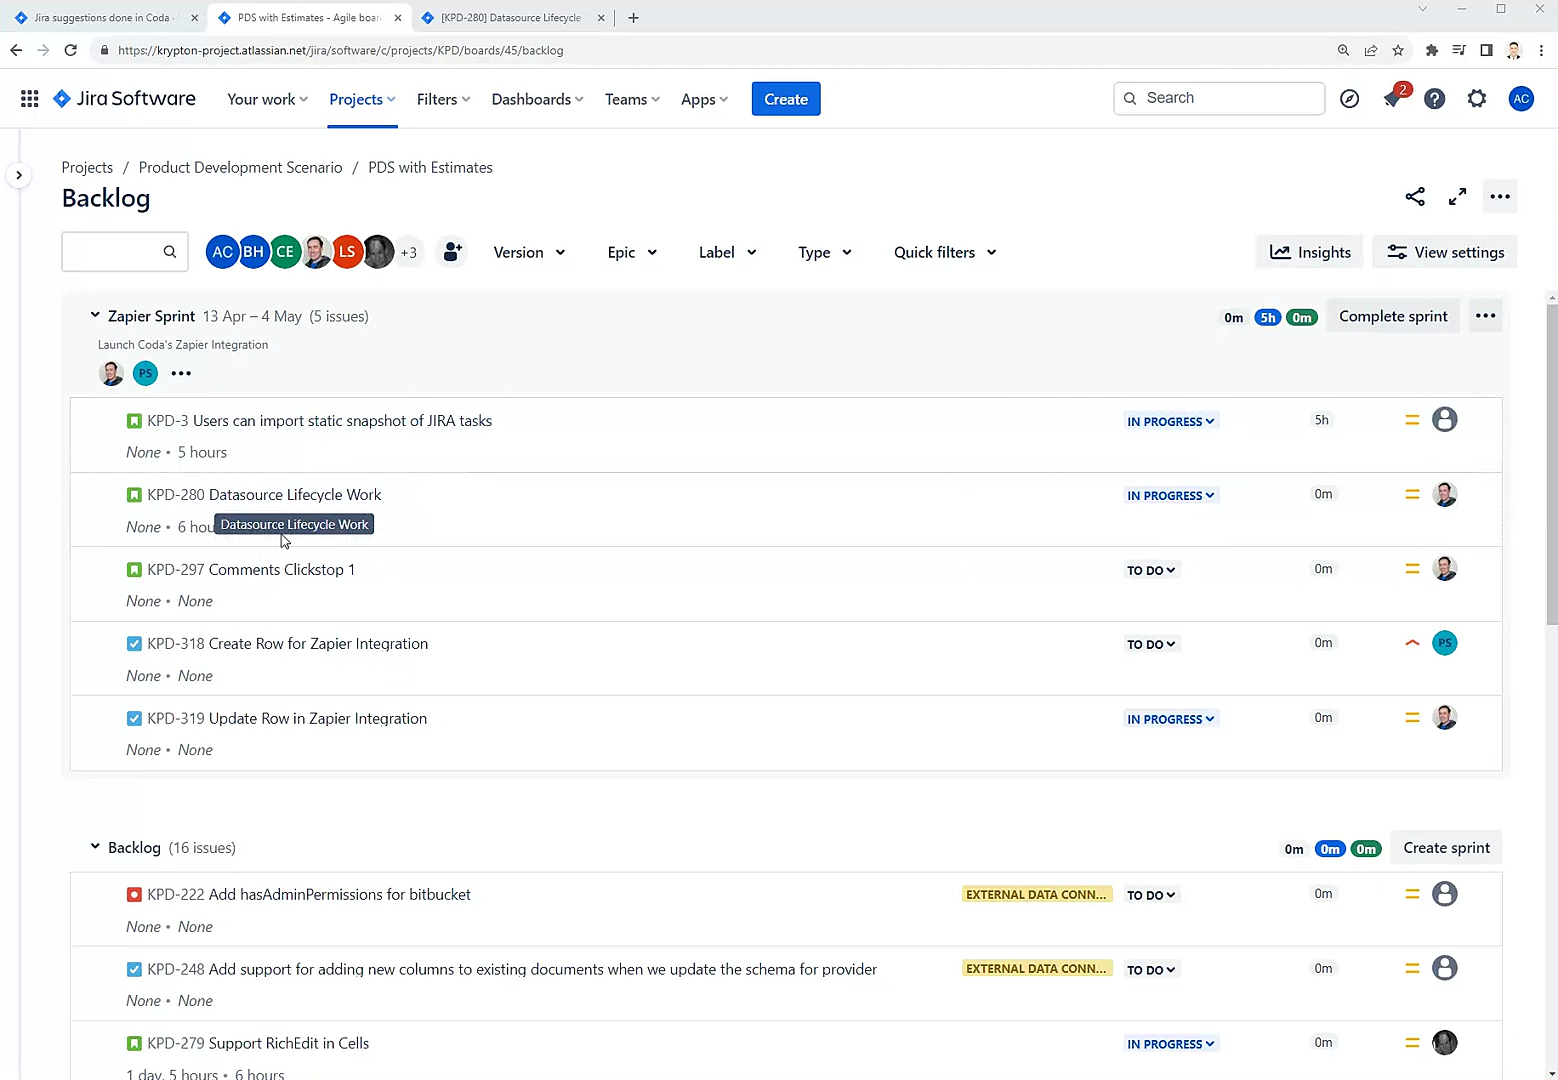 Jira suggestions done in Coda
PDS with Estimates - Agile boar
[KPD-280] Datasource Lifecycle
https://krypton-project.atlassian.net/jira/software/c/projects/KPD/boards/45/backlog
Jira Software Your work Projects Filters Dashboards Teams Apps Create Search 2 AC
Projects / Product Development Scenario / PDS with Estimates
Backlog
AC BH CE LS +3 Version Epic Label Type Quick filters Insights View settings
Zapier Sprint 13 Apr – 4 May (5 issues) 0m 5h 0m Complete sprint
Launch Coda's Zapier Integration
PS
KPD-3 Users can import static snapshot of JIRA tasks IN PROGRESS 5h
None • 5 hours
KPD-280 Datasource Lifecycle Work IN PROGRESS 0m
None • 6 hou
Datasource Lifecycle Work
KPD-297 Comments Clickstop 1 TO DO 0m
None • None
KPD-318 Create Row for Zapier Integration TO DO 0m PS
None • None
KPD-319 Update Row in Zapier Integration IN PROGRESS 0m
None • None
Backlog (16 issues) 0m 0m 0m Create sprint
KPD-222 Add hasAdminPermissions for bitbucket EXTERNAL DATA CONN... TO DO 0m
None • None
KPD-248 Add support for adding new columns to existing documents when we update the schema for provider EXTERNAL DATA CONN... TO DO 0m
None • None
KPD-279 Support RichEdit in Cells IN PROGRESS 0m
1 day, 5 hours • 6 hours